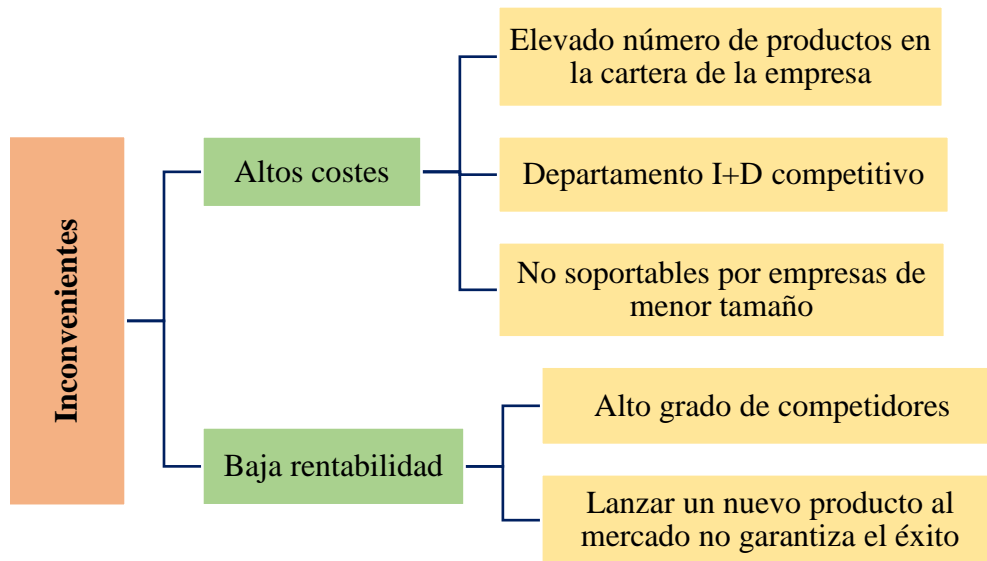 Inconvenientes
Altos costes
Elevado número de productos en
la cartera de la empresa
Departamento I+D competitivo
No soportables por empresas de
menor tamaño
Baja rentabilidad
Alto grado de competidores
Lanzar un nuevo producto al
mercado no garantiza el éxito